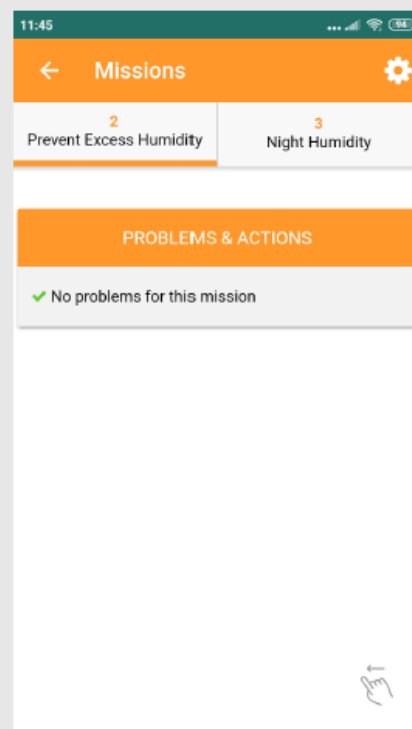 11:45
94
Missions
2
Prevent Excess Humidity
3
Night Humidity
PROBLEMS & ACTIONS
No problems for this mission